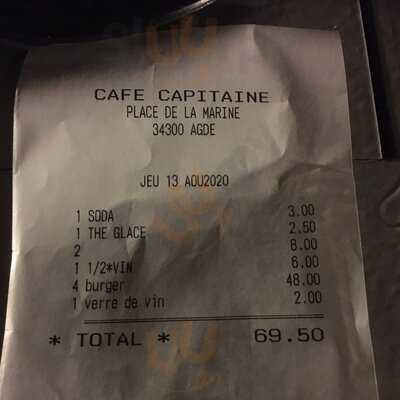 CAFE CAPITAINE
PLACE DE LA MARINE
34300 AGDE
JEU 13 AOU2020
1 SODA 3.00
1 THE GLACE 2.50
2 8.00
1 1/2*VIN 6.00
4 burger 48.00
1 verre de vin 2.00
* TOTAL * 69.50